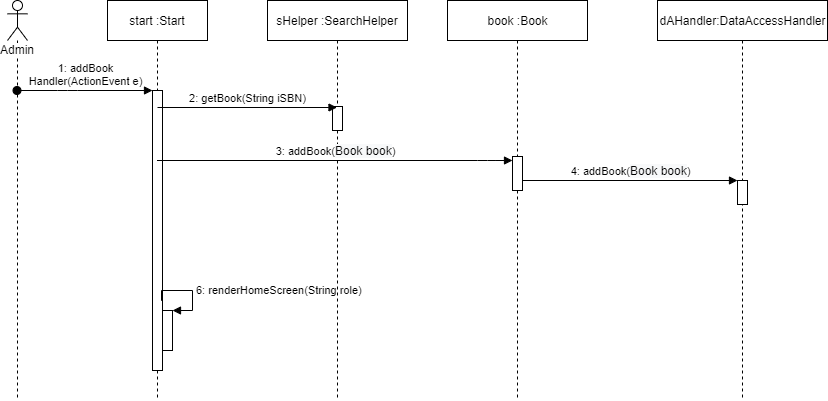 start :Start
sHelper :SearchHelper
book :Book
dAHandler:DataAccessHandler
Admin
1: addBook
Handler(ActionEvent e)
2: getBook(String iSBN)
3: addBook(Book book)
4: addBook(Book book)
6: renderHomeScreen(String role)